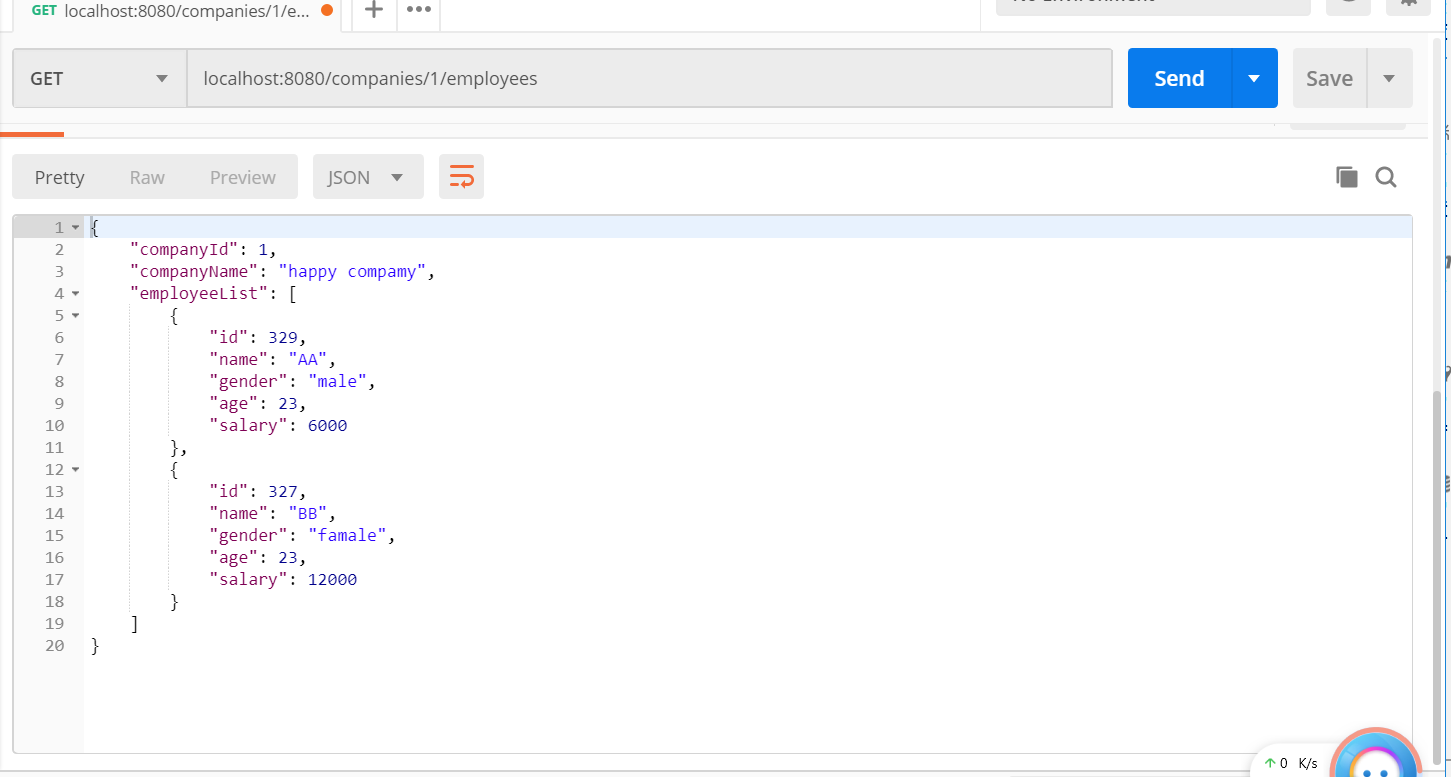 GET localhost:8080/companies/1/e...
GET localhost:8080/companies/1/employees Send Save
Pretty Raw Preview JSON
1 {
2 "companyId": 1,
3 "companyName": "happy compamy",
4 "employeeList": [
5 {
6 "id": 329,
7 "name": "AA",
8 "gender": "male",
9 "age": 23,
10 "salary": 6000
11 },
12 {
13 "id": 327,
14 "name": "BB",
15 "gender": "famale",
16 "age": 23,
17 "salary": 12000
18 }
19 ]
20 }
↑ 0 K/s